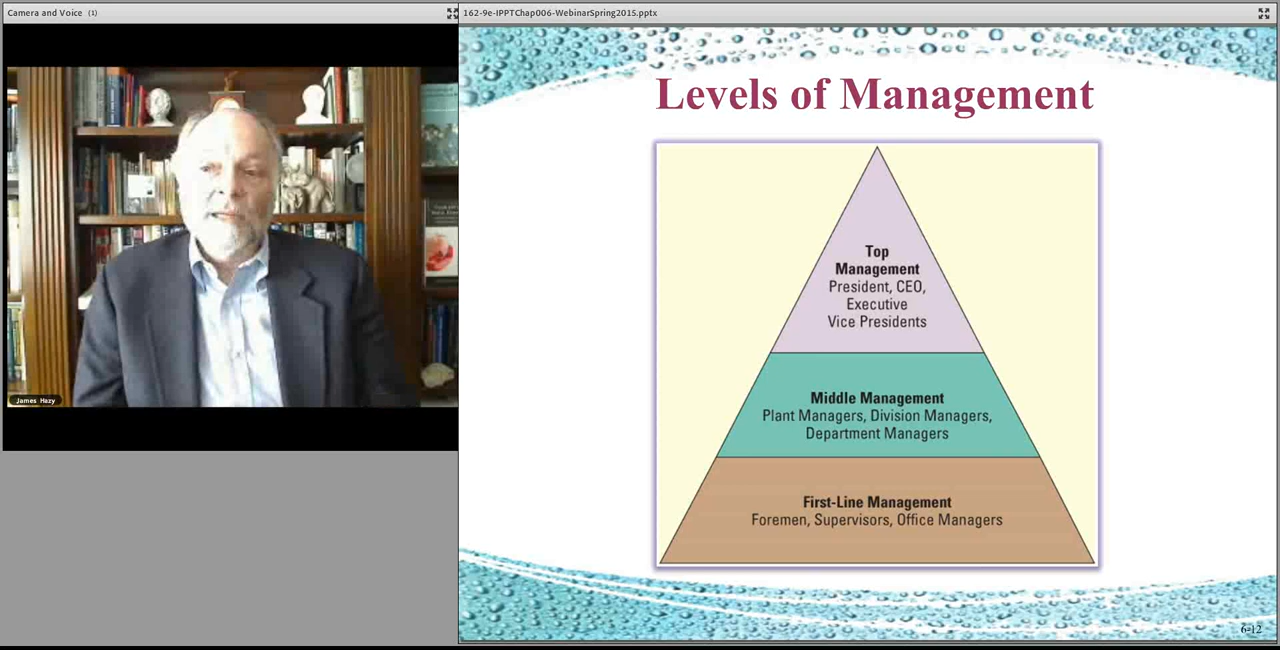 Camera and Voice (1)
162-9e-IPPTChap006-WebinarSpring2015.pptx
Levels of Management
Top
Management
President, CEO,
Executive
Vice Presidents
Middle Management
Plant Managers, Division Managers,
Department Managers
First-Line Management
Foremen, Supervisors, Office Managers
James Hazy
6-12